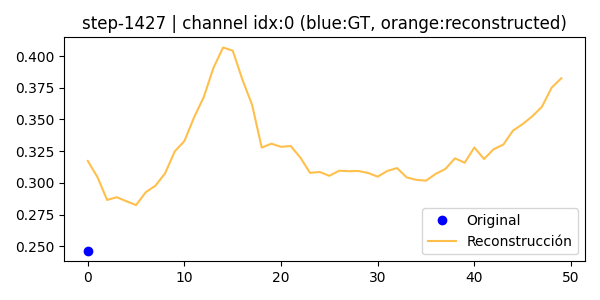 step-1427 | channel idx:0 (blue:GT, orange:reconstructed)
0.400
0.375
0.350
0.325
0.300
0.275
0.250
0 10 20 30 40 50
Original
Reconstrucción